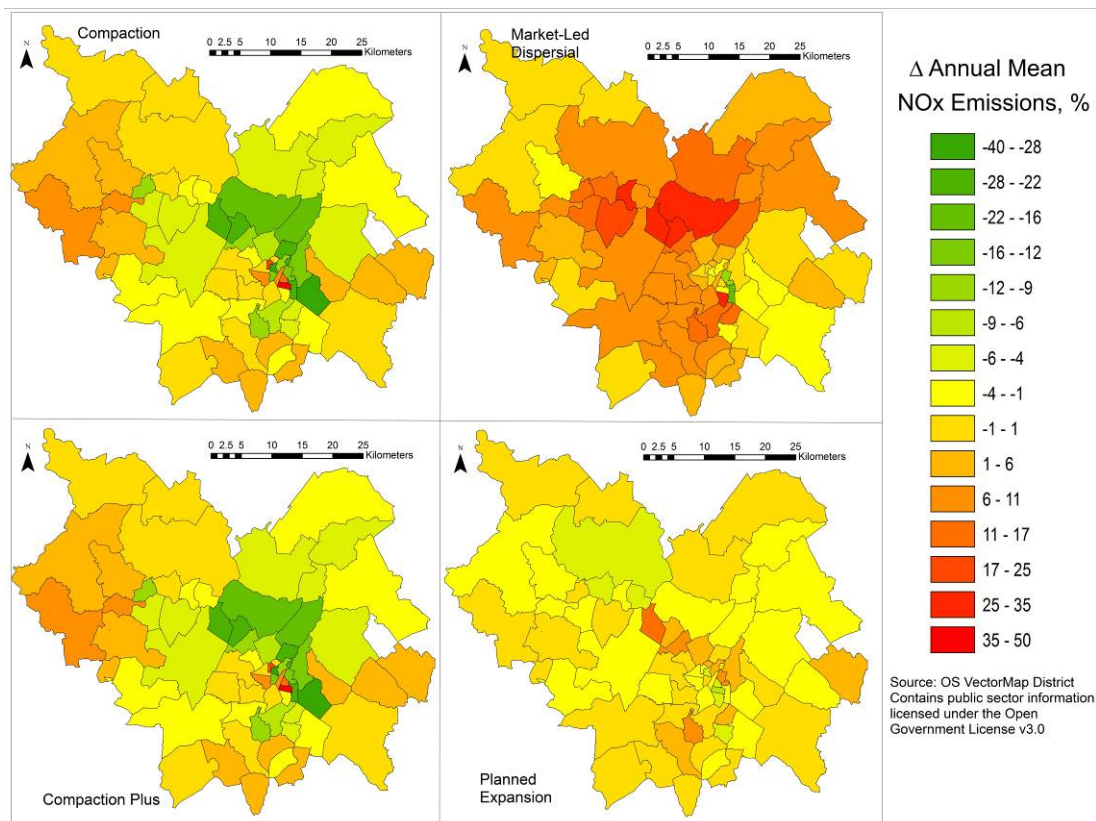 Compaction
0 2.5 5 10 15 20 25
Kilometers
N
Market-Led
Dispersial
0 2.5 5 10 15 20 25
Kilometers
N
0 2.5 5 10 15 20 25
Kilometers
N
Compaction Plus
0 2.5 5 10 15 20 25
Kilometers
N
Planned
Expansion
Δ Annual Mean
NOx Emissions, %
-40 - -28
-28 - -22
-22 - -16
-16 - -12
-12 - -9
-9 - -6
-6 - -4
-4 - -1
-1 - 1
1 - 6
6 - 11
11 - 17
17 - 25
25 - 35
35 - 50
Source: OS VectorMap District
Contains public sector information
licensed under the Open
Government License v3.0